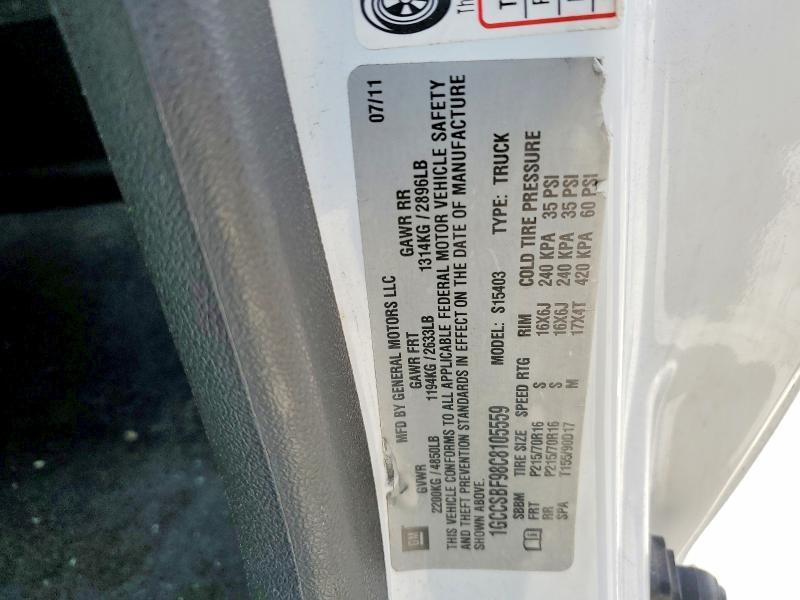 Th
T
F
07/11
MFD BY GENERAL MOTORS LLC
GVWR GAWR FRT GAWR RR
2200KG / 4850LB 1194KG / 2633LB 1314KG / 2896LB
THIS VEHICLE CONFORMS TO ALL APPLICABLE FEDERAL MOTOR VEHICLE SAFETY
AND THEFT PREVENTION STANDARDS IN EFFECT ON THE DATE OF MANUFACTURE
SHOWN ABOVE.
1GCCSBF98C8105559 MODEL: S15403 TYPE: TRUCK
SBBM TIRE SIZE SPEED RTG RIM COLD TIRE PRESSURE
FRT P215/70R16 S 16X6J 240 KPA 35 PSI
RR P215/70R16 S 16X6J 240 KPA 35 PSI
SPA T155/90D17 M 17X4T 420 KPA 60 PSI
GM